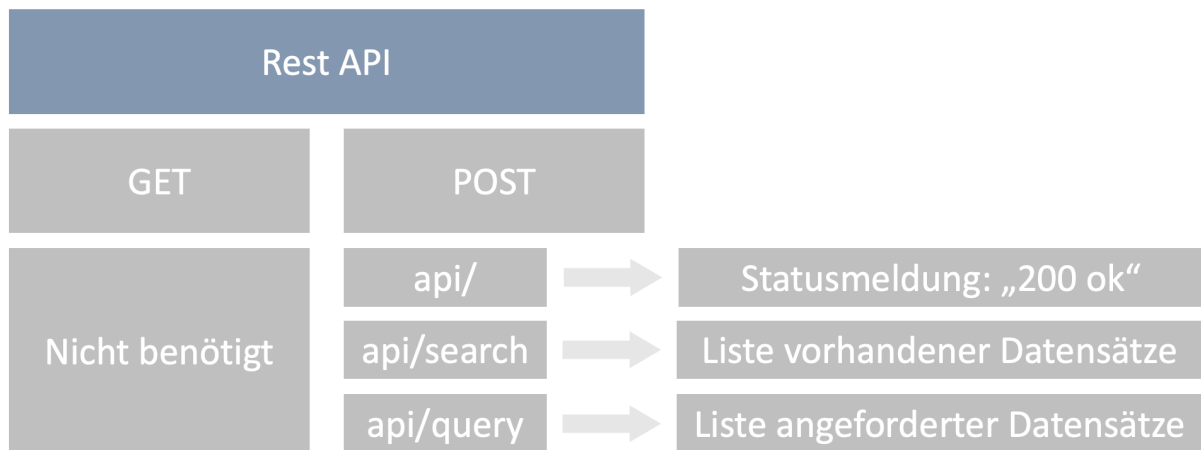 Rest API
GET
POST
Nicht benötigt
api/
Statusmeldung: „200 ok“
api/search
Liste vorhandener Datensätze
api/query
Liste angeforderter Datensätze